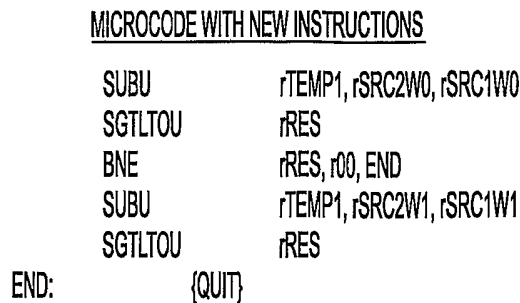 MICROCODE WITH NEW INSTRUCTIONS
SUBU rTEMP1, rSRC2W0, rSRC1W0
SGTLTOU rRES
BNE rRES, r00, END
SUBU rTEMP1, rSRC2W1, rSRC1W1
SGTLTOU rRES
END: {QUIT}